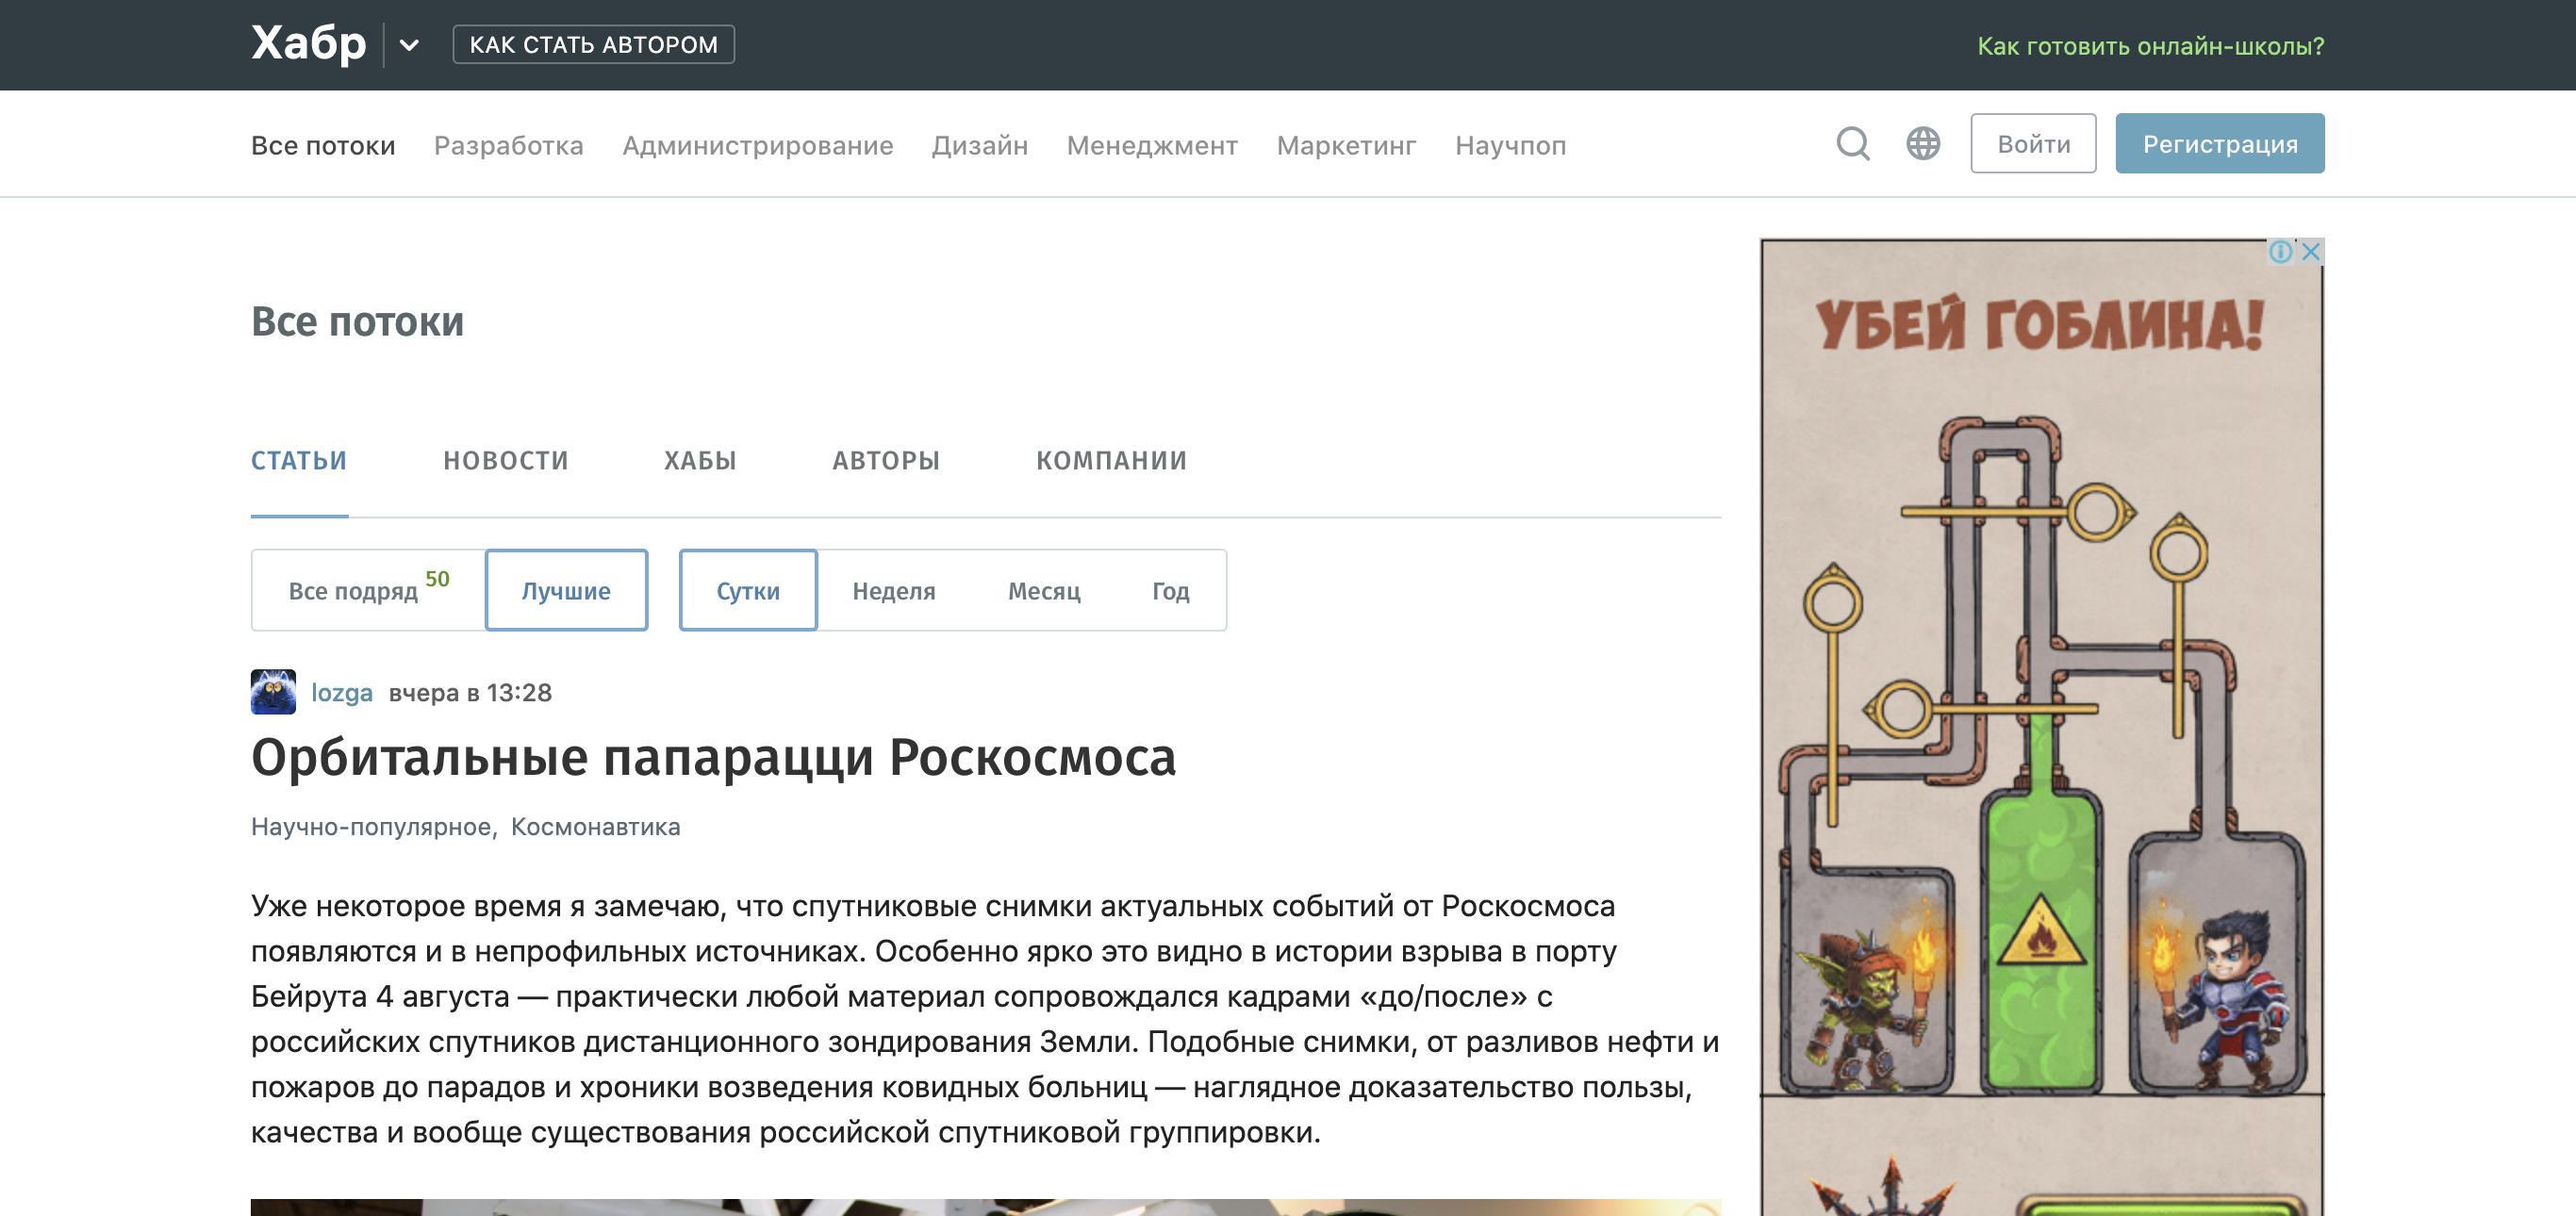 Хабр
КАК СТАТЬ АВТОРОМ
Как готовить онлайн-школы?
Все потоки Разработка Администрирование Дизайн Менеджмент Маркетинг Научпоп
Войти
Регистрация
Все потоки
СТАТЬИ НОВОСТИ ХАБЫ АВТОРЫ КОМПАНИИ
Все подряд 50 Лучшие Сутки Неделя Месяц Год
lozga вчера в 13:28
Орбитальные папарацци Роскосмоса
Научно-популярное, Космонавтика
Уже некоторое время я замечаю, что спутниковые снимки актуальных событий от Роскосмоса
появляются и в непрофильных источниках. Особенно ярко это видно в истории взрыва в порту
Бейрута 4 августа — практически любой материал сопровождался кадрами «до/после» с
российских спутников дистанционного зондирования Земли. Подобные снимки, от разливов нефти и
пожаров до парадов и хроники возведения ковидных больниц — наглядное доказательство пользы,
качества и вообще существования российской спутниковой группировки.
УБЕЙ ГОБЛИНА!